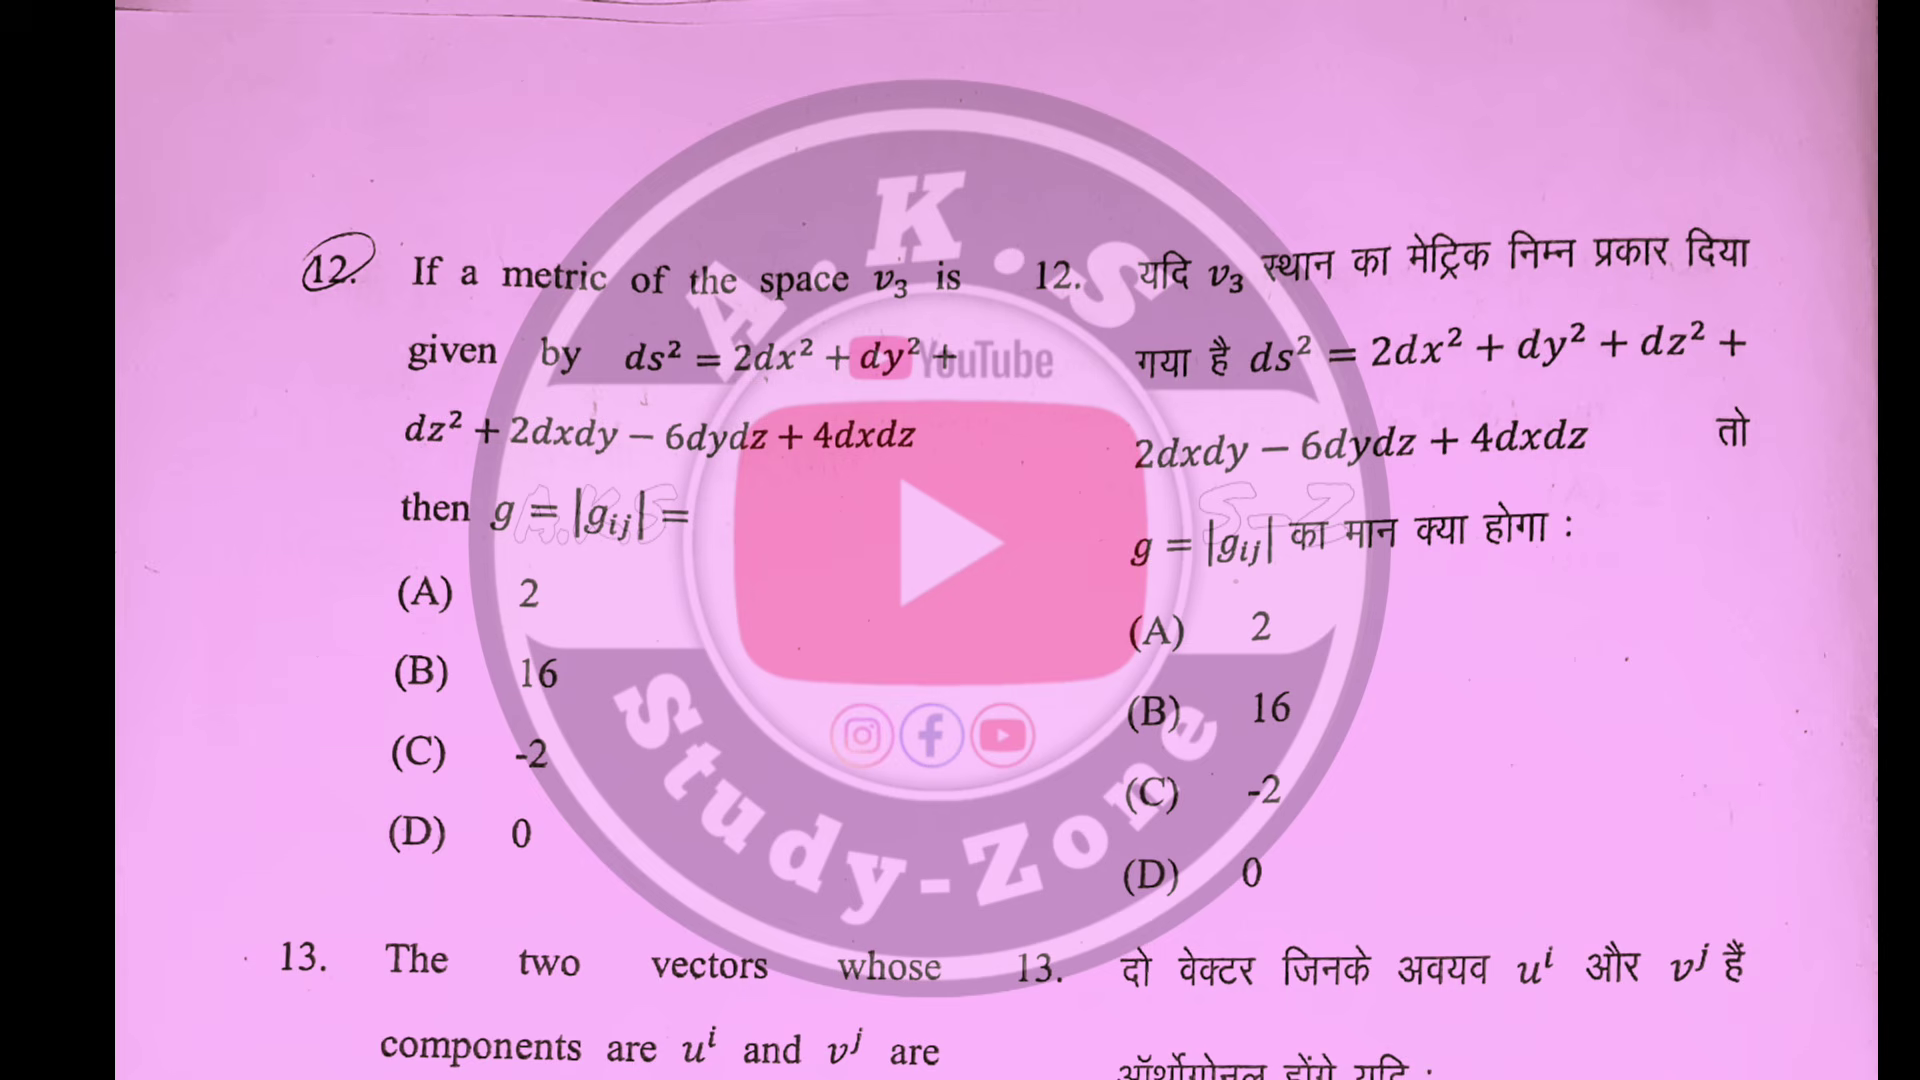 12. If a metric of the space v₃ is
given by ds² = 2dx² + dy² +
dz² + 2dxdy − 6dydz + 4dxdz
then g = |gᵢⱼ| =
(A) 2
(B) 16
(C) -2
(D) 0
13. The two vectors whose
components are uⁱ and vʲ are
12. यदि v₃ स्थान का मेट्रिक निम्न प्रकार दिया
गया है ds² = 2dx² + dy² + dz² +
2dxdy − 6dydz + 4dxdz तो
g = |gᵢⱼ| का मान क्या होगा :
(A) 2
(B) 16
(C) -2
(D) 0
13. दो वेक्टर जिनके अवयव uⁱ और vʲ हैं
ऑर्थोगोनल होंगे यदि :
A.K.S
YouTube
A.K.S S-Z
Study-Zone